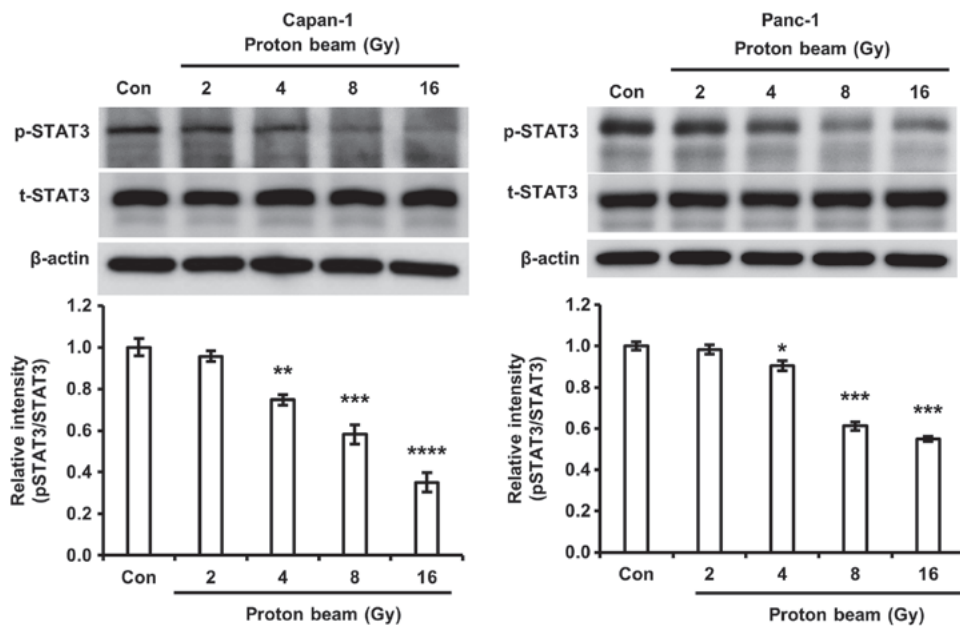 Capan-1
Proton beam (Gy)
Con 2 4 8 16
p-STAT3
t-STAT3
β-actin
Relative intensity
(pSTAT3/STAT3)
1.2
1.0
0.8
0.6
0.4
0.2
0.0
**
***
****
Con 2 4 8 16
Proton beam (Gy)
Panc-1
Proton beam (Gy)
Con 2 4 8 16
p-STAT3
t-STAT3
β-actin
Relative intensity
(pSTAT3/STAT3)
1.2
1.0
0.8
0.6
0.4
0.2
0.0
*
***
***
Con 2 4 8 16
Proton beam (Gy)